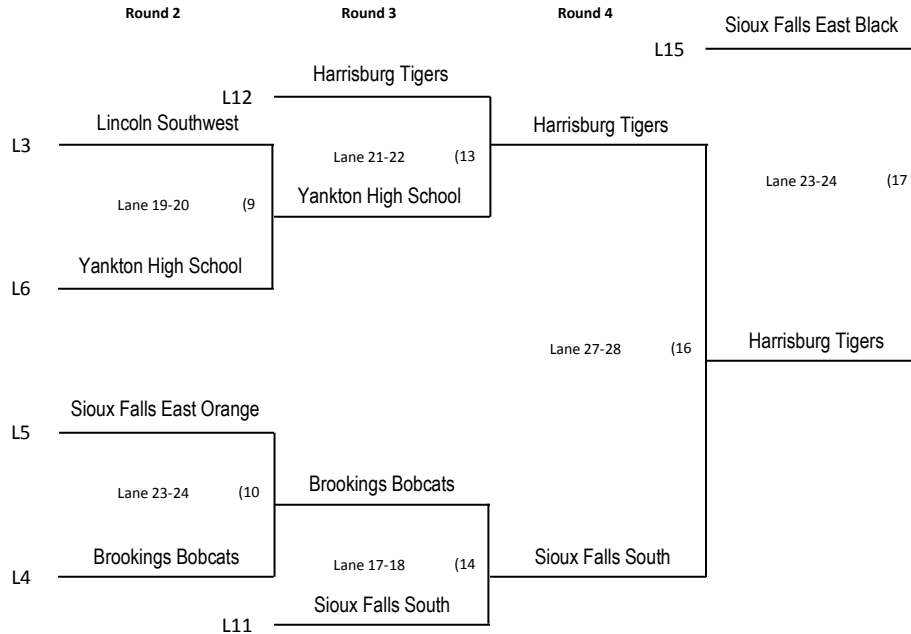 Round 2 Round 3 Round 4
Sioux Falls East Black
L15
Harrisburg Tigers
L12
Lincoln Southwest Harrisburg Tigers
L3
Lane 21-22 (13
Lane 23-24 (17
Yankton High School
Lane 19-20 (9
Yankton High School
L6
Harrisburg Tigers
Lane 27-28 (16
Sioux Falls East Orange
L5
Brookings Bobcats
Lane 23-24 (10
Brookings Bobcats Sioux Falls South
Lane 17-18 (14
L4
Sioux Falls South
L11